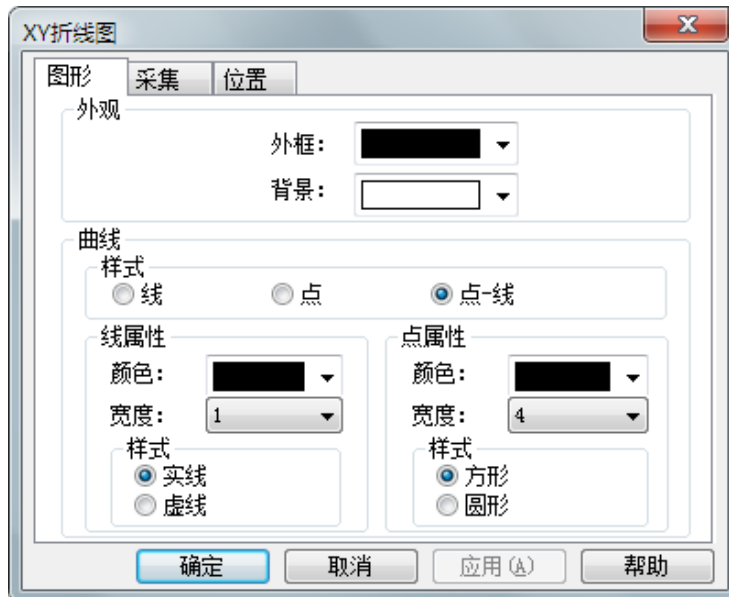 XY折线图
图形 采集 位置
外观
外框:
背景:
曲线
样式
线 点 点-线
线属性 点属性
颜色: 颜色:
宽度: 1 宽度: 4
样式 样式
实线 方形
虚线 圆形
确定 取消 应用(A) 帮助